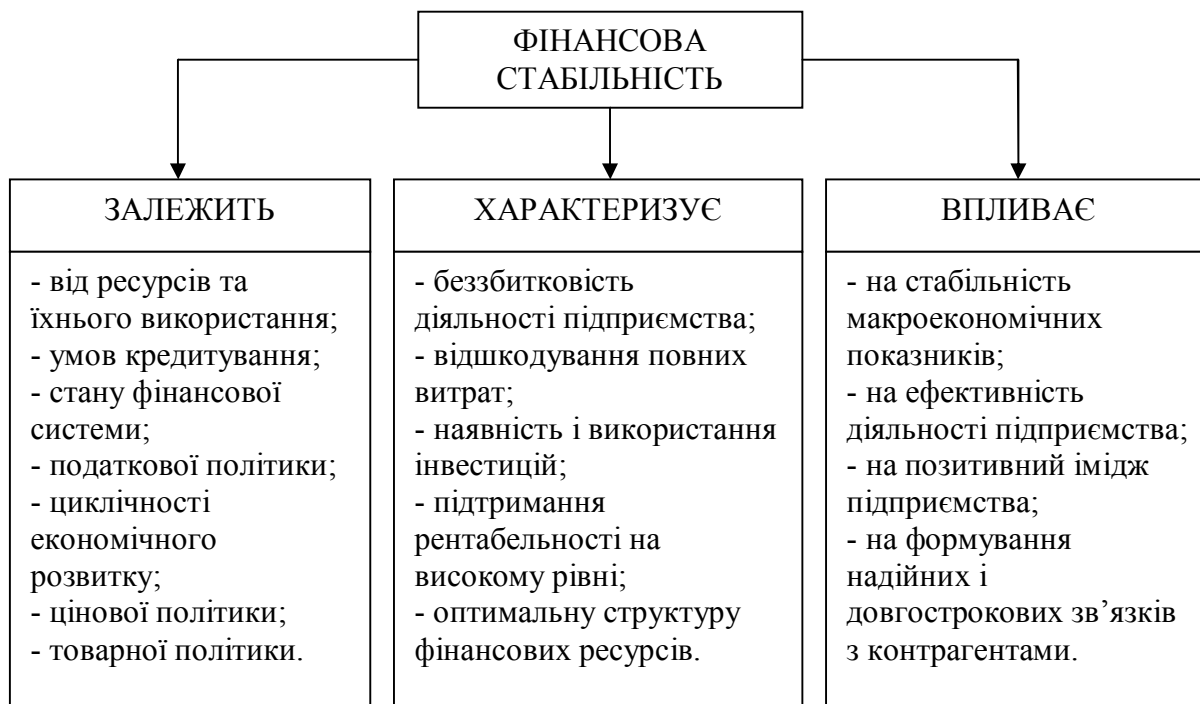 ФІНАНСОВА
СТАБІЛЬНІСТЬ
ЗАЛЕЖИТЬ
- від ресурсів та
їхнього використання;
- умов кредитування;
- стану фінансової
системи;
- податкової політики;
- циклічності
економічного
розвитку;
- цінової політики;
- товарної політики.
ХАРАКТЕРИЗУЄ
- беззбитковість
діяльності підприємства;
- відшкодування повних
витрат;
- наявність і використання
інвестицій;
- підтримання
рентабельності на
високому рівні;
- оптимальну структуру
фінансових ресурсів.
ВПЛИВАЄ
- на стабільність
макроекономічних
показників;
- на ефективність
діяльності підприємства;
- на позитивний імідж
підприємства;
- на формування
надійних і
довгострокових зв’язків
з контрагентами.